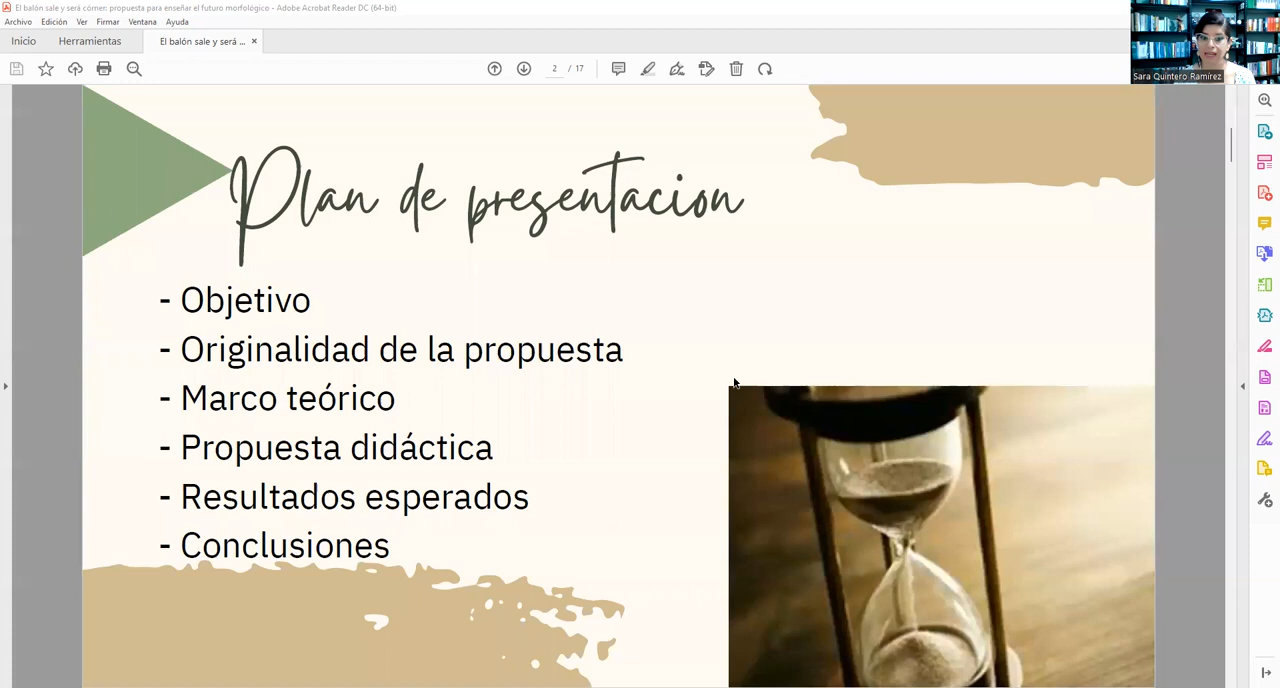 El balón sale y será córner: propuesta para enseñar el futuro morfológico - Adobe Acrobat Reader DC (64-bit)
Archivo Edición Ver Firmar Ventana Ayuda
Inicio Herramientas El balón sale y será ... ×
2 / 17
Sara Quintero Ramírez
Plan de presentacion
- Objetivo
- Originalidad de la propuesta
- Marco teórico
- Propuesta didáctica
- Resultados esperados
- Conclusiones